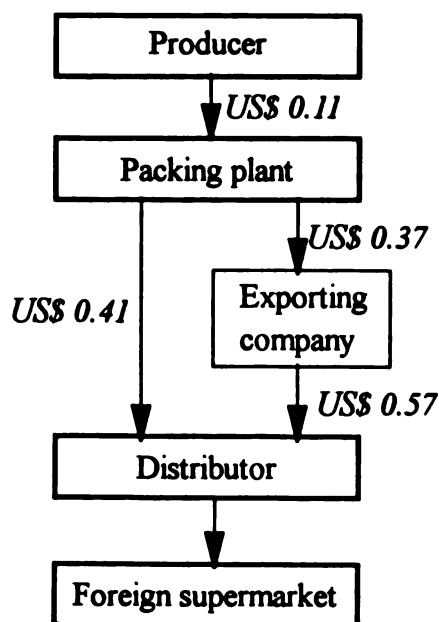 Producer
US$ 0.11
Packing plant
US$ 0.37
US$ 0.41
Exporting
company
US$ 0.57
Distributor
Foreign supermarket